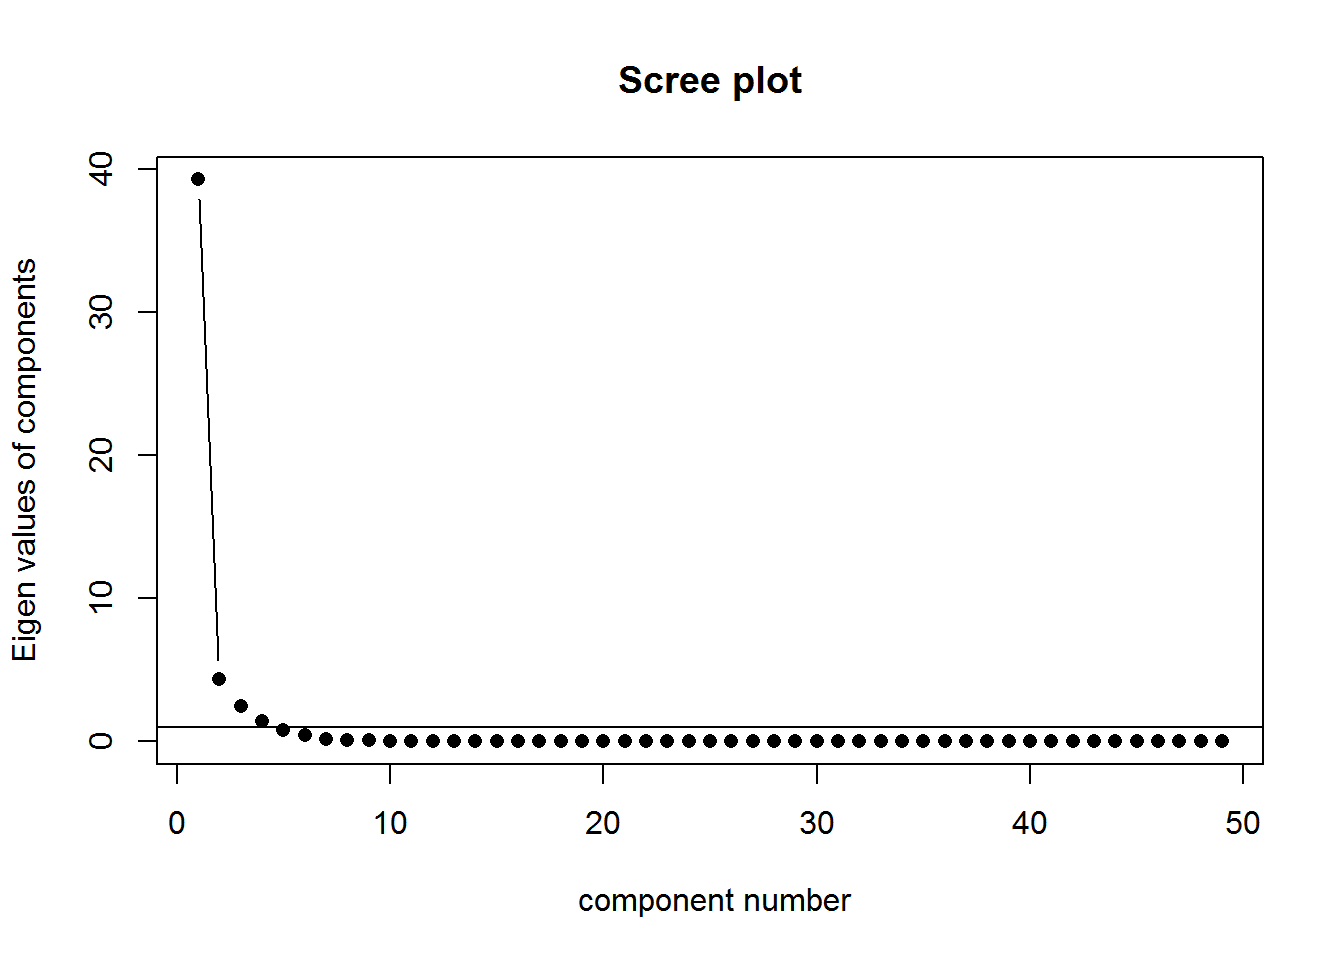 Scree plot
Eigen values of components
40
30
20
10
0
0 10 20 30 40 50
component number